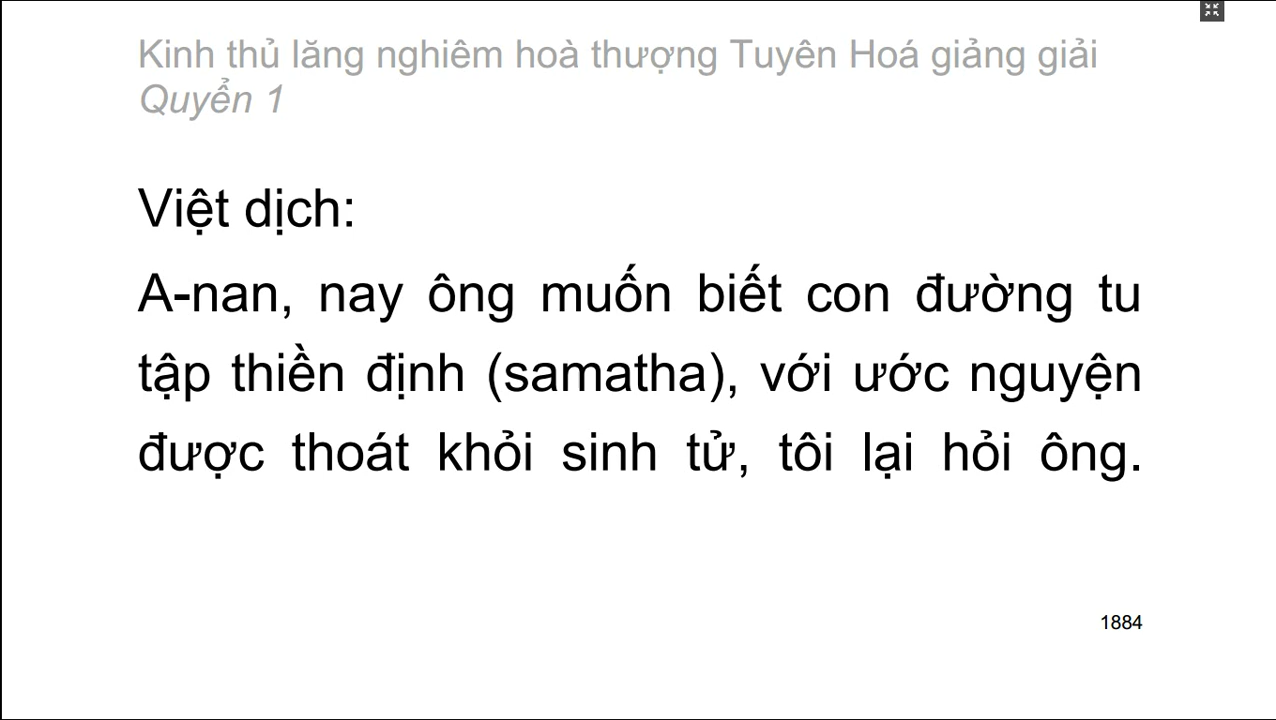 Kinh thủ lăng nghiêm hoà thượng Tuyên Hoá giảng giải
Quyển 1
Việt dịch:
A-nan, nay ông muốn biết con đường tu
tập thiền định (samatha), với ước nguyện
được thoát khỏi sinh tử, tôi lại hỏi ông.
1884